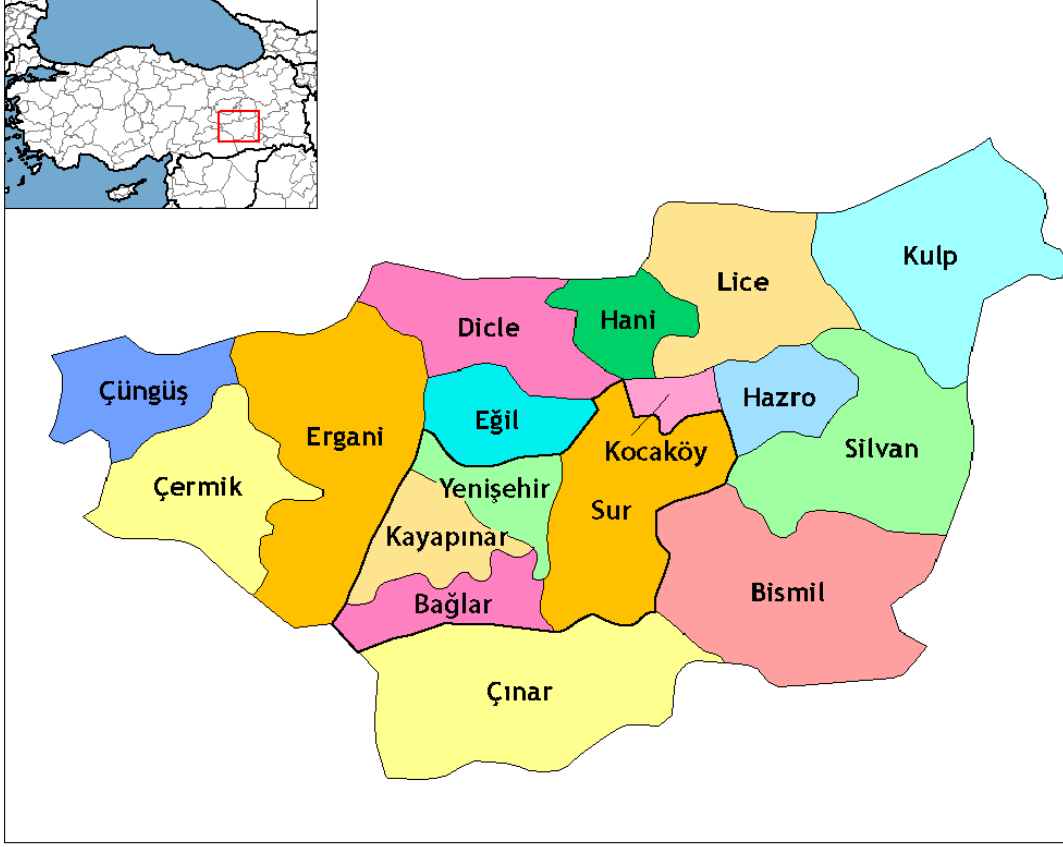 Kulp
Lice
Hani
Dicle
Çüngüş
Hazro
Eğil
Ergani
Silvan
Kocaköy
Çermik
Yenişehir
Sur
Kayapınar
Bismil
Bağlar
Çınar